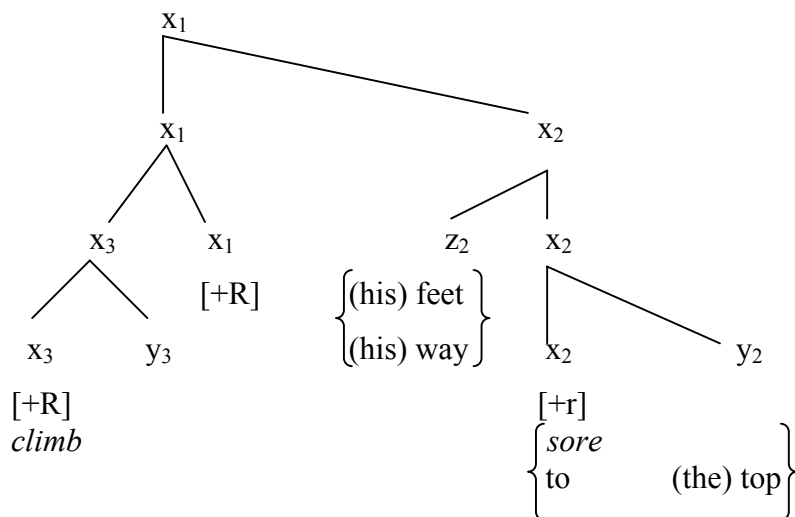 x₁
x₁ x₂
x₃ x₁ z₂ x₂
[+R] (his) feet
(his) way
x₃ y₃ x₂ y₂
[+R] [+r]
climb sore
to (the) top